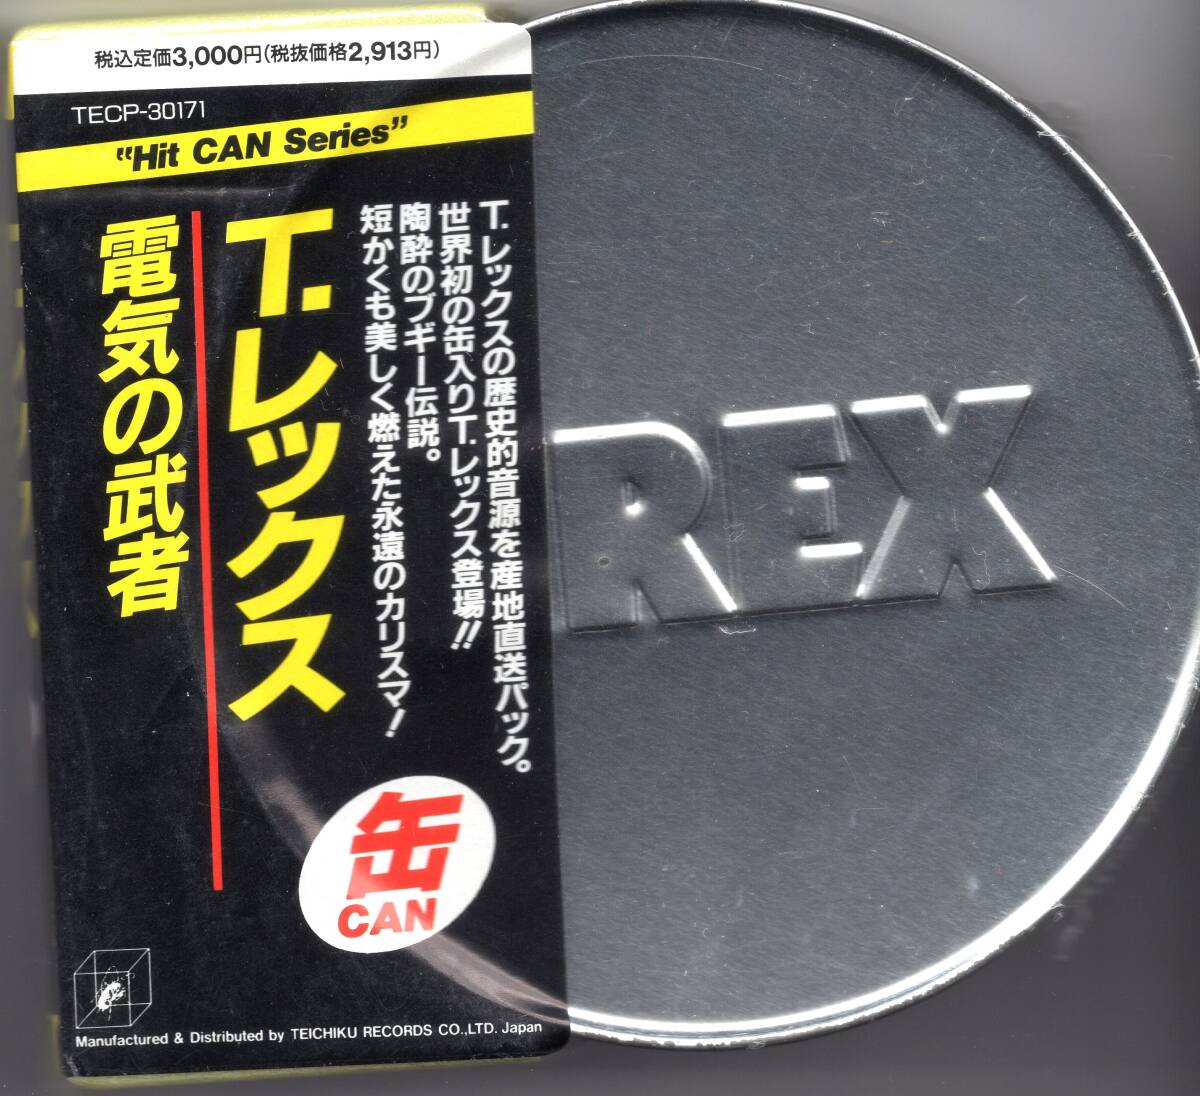 税込定価3,000円(税抜価格2,913円)
TECP-30171
"Hit CAN Series"
T.レックスの歴史的音源を産地直送パック。
世界初の缶入りT.レックス登場!!
陶酔のブギー伝説。
短かくも美しく燃えた永遠のカリスマ!
T.レックス
電気の武者
缶
CAN
Manufactured & Distributed by TEICHIKU RECORDS CO.,LTD. Japan
REX